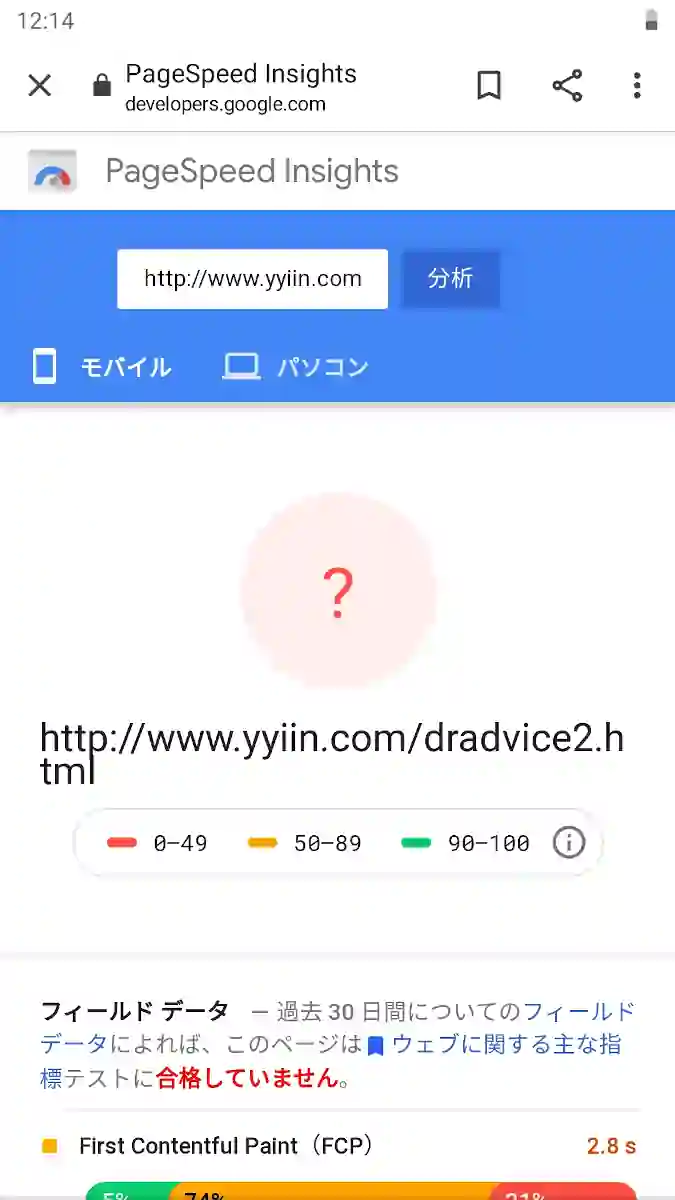 12:14
PageSpeed Insights
developers.google.com
PageSpeed Insights
http://www.yyiin.com
分析
モバイル
パソコン
?
http://www.yyiin.com/dradvice2.h
tml
0–49
50–89
90–100
フィールド データ — 過去 30 日間についてのフィールド
データによれば、このページは ウェブに関する主な指
標テストに合格していません。
First Contentful Paint（FCP）
2.8 s
5%
74%
21%